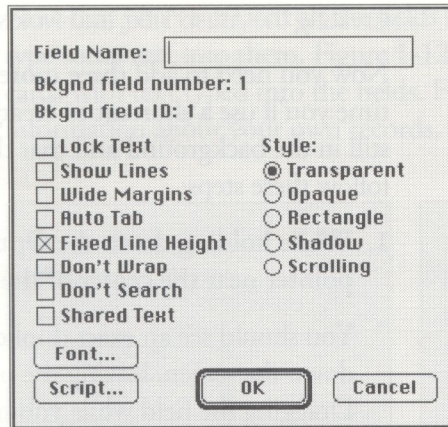 Field Name:
Bkgnd field number: 1
Bkgnd field ID: 1
Lock Text
Show Lines
Wide Margins
Auto Tab
Fixed Line Height
Don't Wrap
Don't Search
Shared Text
Style:
Transparent
Opaque
Rectangle
Shadow
Scrolling
Font...
Script...
OK
Cancel